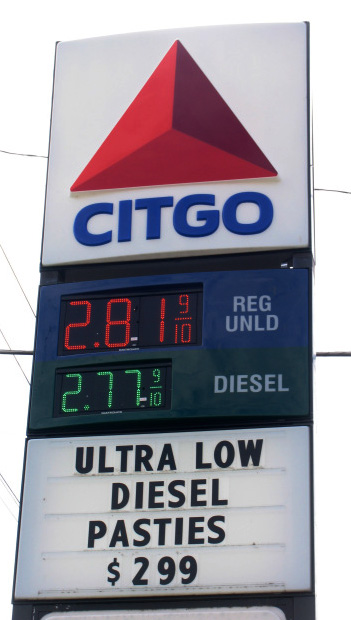 CITGO
2.81 9/10
REG
UNLD
2.77 9/10
DIESEL
ULTRA LOW
DIESEL
PASTIES
$299